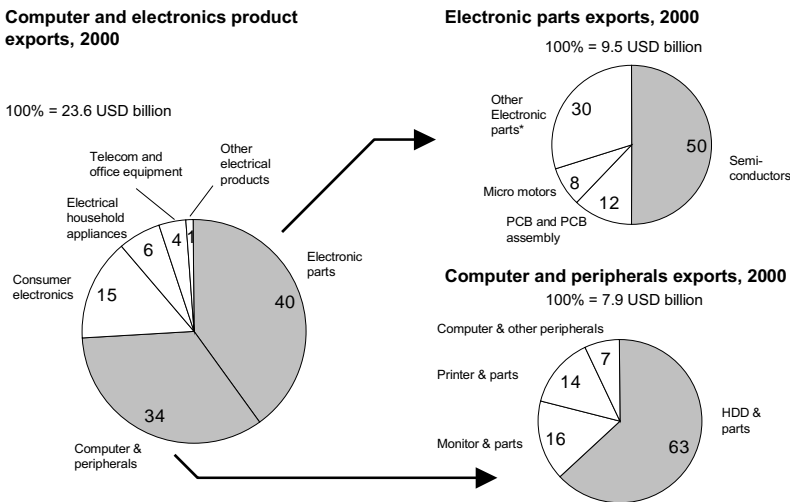 Computer and electronics product
exports, 2000
100% = 23.6 USD billion
Telecom and
office equipment
Other
electrical
products
Electrical
household
appliances
Consumer
electronics
Electronic
parts
6
4
1
15
40
34
Computer &
peripherals
Electronic parts exports, 2000
100% = 9.5 USD billion
Other
Electronic
parts*
30
50
Semi-
conductors
Micro motors
8
12
PCB and PCB
assembly
Computer and peripherals exports, 2000
100% = 7.9 USD billion
Computer & other peripherals
7
Printer & parts
14
HDD &
parts
Monitor & parts
16
63